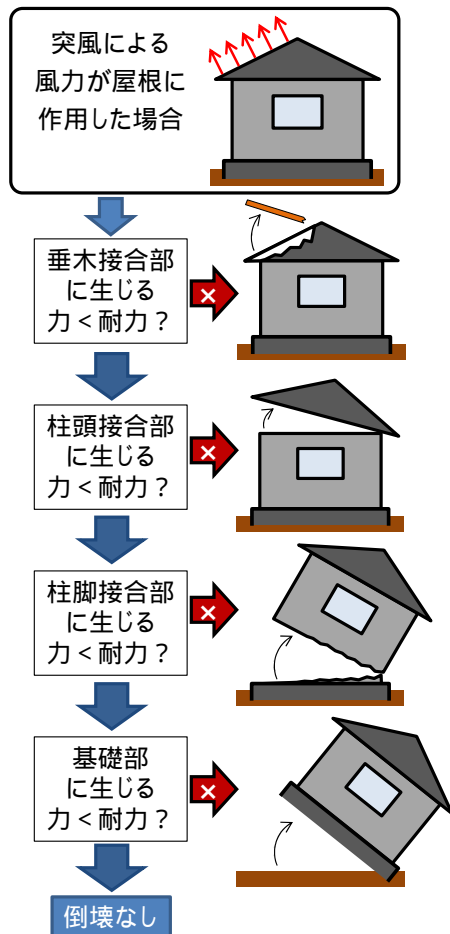 突風による
風力が屋根に
作用した場合
垂木接合部
に生じる
力<耐力？
×
柱頭接合部
に生じる
力<耐力？
×
柱脚接合部
に生じる
力<耐力？
×
基礎部
に生じる
力<耐力？
×
倒壊なし